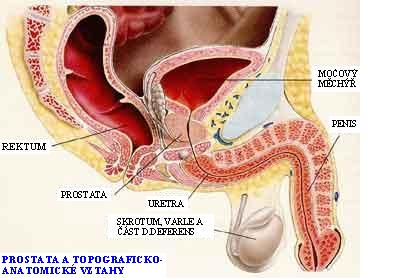 MOČOVÝ
MĚCHÝŘ
PENIS
REKTUM
PROSTATA
URETRA
SKROTUM, VARLE A
ČÁST D.DEFERENS
PROSTATA A TOPOGRAFICKO-
ANATOMICKÉ VZTAHY